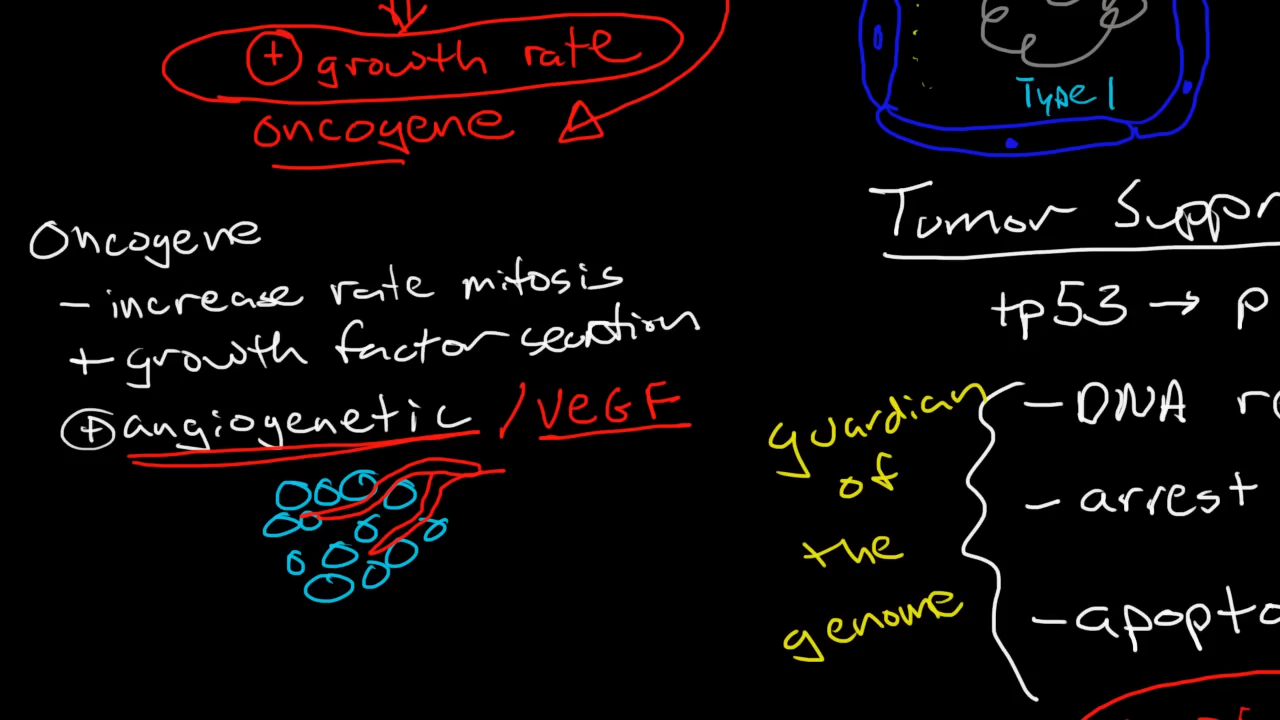 + growth rate
oncogene
Type 1
Oncogene
- increase rate mitosis
+ growth factor secretion
+ angiogenetic / VEGF
Tumor Suppr
tp53 → p
guardian
of
the
genome
- DNA r
- arrest
- apopto